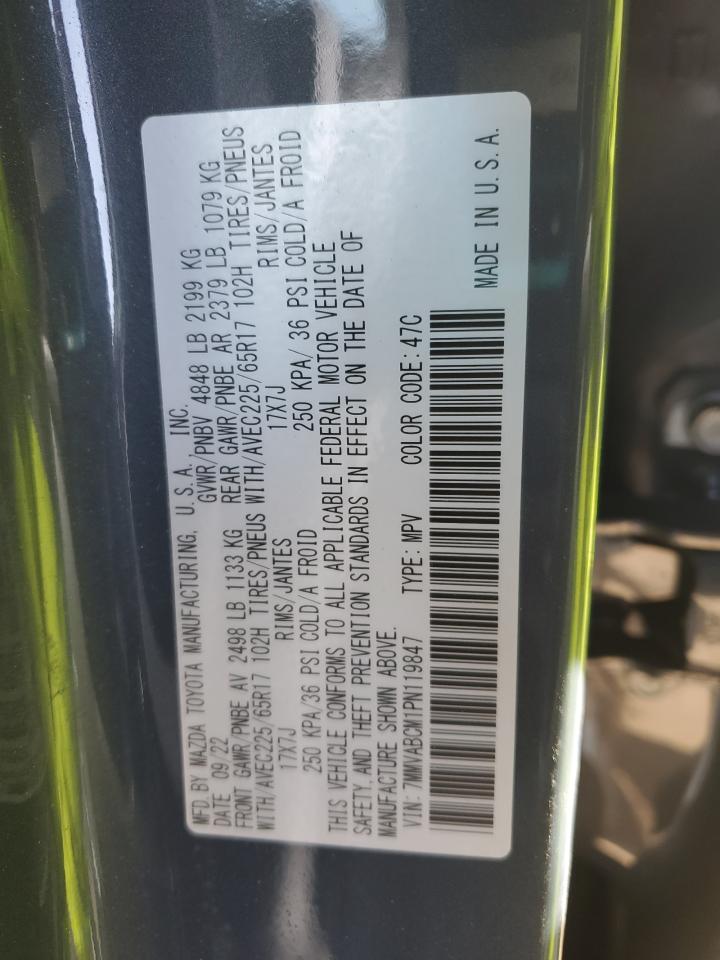 MFD.BY MAZDA TOYOTA MANUFACTURING, U.S.A. INC.
DATE 09/22 GVWR/PNBV 4848 LB 2199 KG
FRONT GAWR/PNBE AV 2498 LB 1133 KG REAR GAWR/PNBE AR 2379 LB 1079 KG
WITH/AVEC225/65R17 102H TIRES/PNEUS WITH/AVEC225/65R17 102H TIRES/PNEUS
17X7J RIMS/JANTES 17X7J RIMS/JANTES
250 KPA/36 PSI COLD/A FROID 250 KPA/ 36 PSI COLD/A FROID
THIS VEHICLE CONFORMS TO ALL APPLICABLE FEDERAL MOTOR VEHICLE
SAFETY,AND THEFT PREVENTION STANDARDS IN EFFECT ON THE DATE OF
MANUFACTURE SHOWN ABOVE.
VIN: 7MMVABCM1PN119847 TYPE: MPV COLOR CODE: 47C
MADE IN U.S.A.